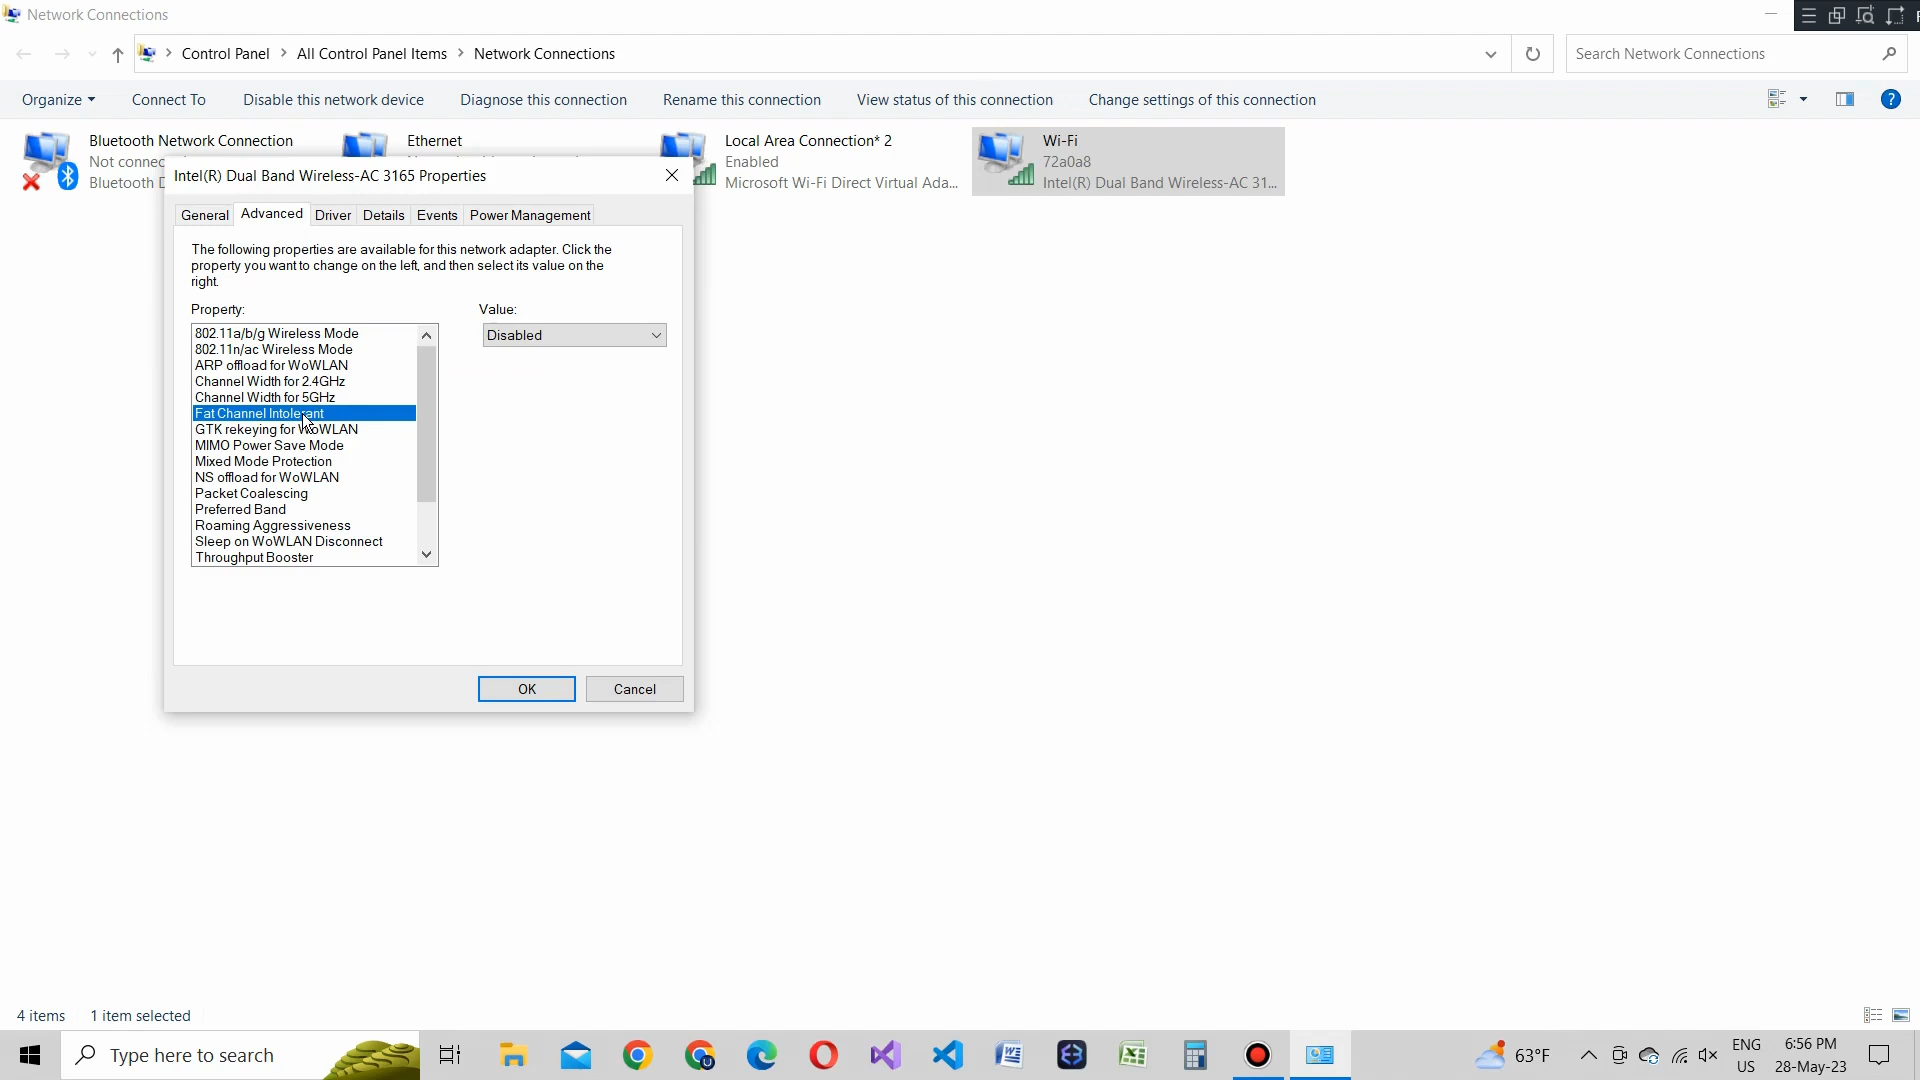 Network Connections
Control Panel > All Control Panel Items > Network Connections
Search Network Connections
Organize
Connect To
Disable this network device
Diagnose this connection
Rename this connection
View status of this connection
Change settings of this connection
Bluetooth Network Connection
Not connec
Bluetooth D
Ethernet
Local Area Connection* 2
Enabled
Microsoft Wi-Fi Direct Virtual Ada...
Wi-Fi
72a0a8
Intel(R) Dual Band Wireless-AC 31...
Intel(R) Dual Band Wireless-AC 3165 Properties
General
Advanced
Driver
Details
Events
Power Management
The following properties are available for this network adapter. Click the
property you want to change on the left, and then select its value on the
right.
Property:
Value:
802.11a/b/g Wireless Mode
802.11n/ac Wireless Mode
ARP offload for WoWLAN
Channel Width for 2.4GHz
Channel Width for 5GHz
Fat Channel Intolerant
GTK rekeying for WoWLAN
MIMO Power Save Mode
Mixed Mode Protection
NS offload for WoWLAN
Packet Coalescing
Preferred Band
Roaming Aggressiveness
Sleep on WoWLAN Disconnect
Throughput Booster
Disabled
OK
Cancel
4 items
1 item selected
Type here to search
63°F
ENG
US
6:56 PM
28-May-23